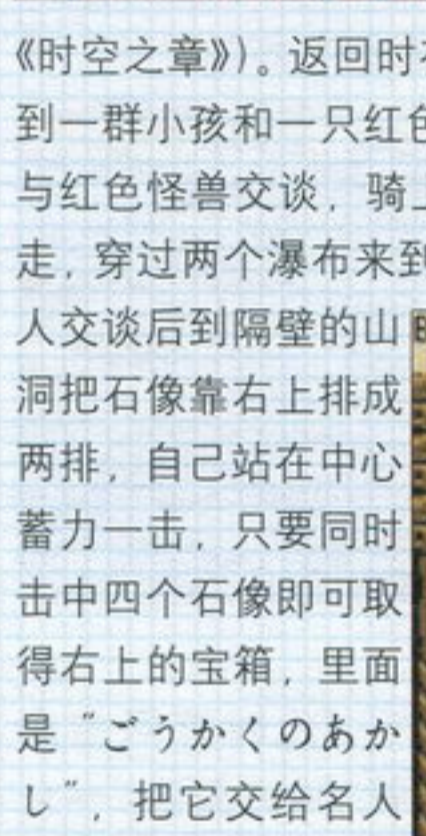 《时空之章》）。返回时
到一群小孩和一只红色
与红色怪兽交谈，骑上
走，穿过两个瀑布来到
人交谈后到隔壁的山
洞把石像靠右上排成
两排，自己站在中心
蓄力一击，只要同时
击中四个石像即可取
得右上的宝箱，里面
是“ごうかくのあか
し”，把它交给名人